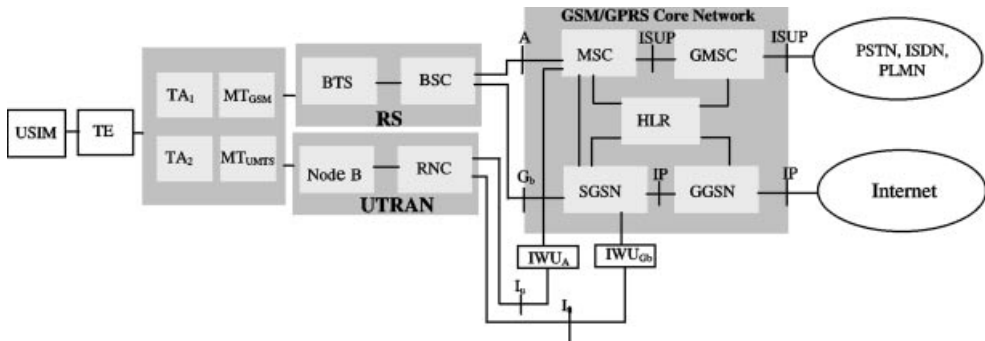 GSM/GPRS Core Network
A
ISUP
ISUP
MSC
GMSC
PSTN, ISDN,
PLMN
TA1
MTGSM
BTS
BSC
RS
HLR
USIM
TE
TA2
MTUMTS
Node B
RNC
UTRAN
Gb
SGSN
IP
GGSN
IP
Internet
IWUA
IWUGb
Iu